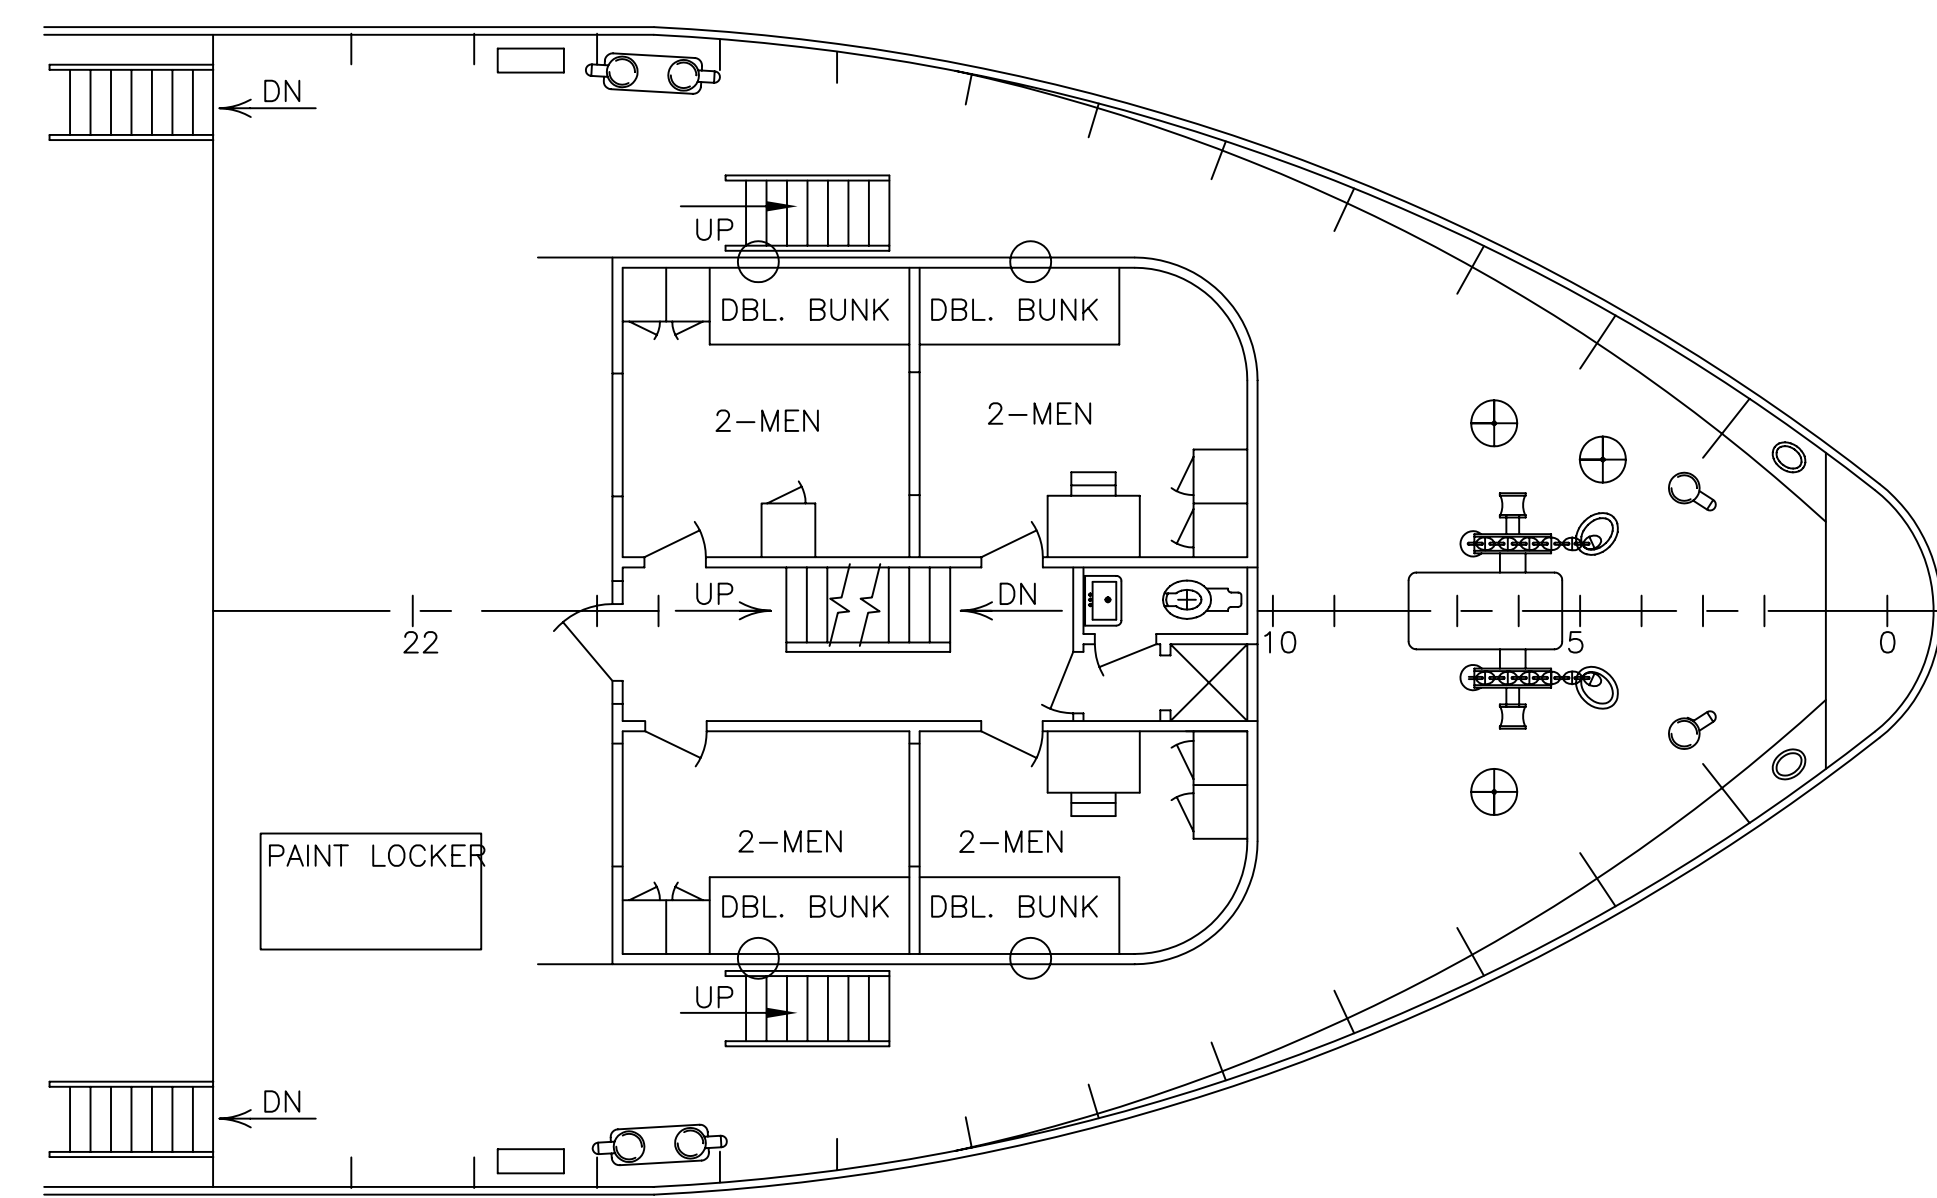 DN
UP
DBL. BUNK
DBL. BUNK
2-MEN
2-MEN
UP
DN
22
10
5
0
2-MEN
2-MEN
PAINT LOCKER
DBL. BUNK
DBL. BUNK
UP
DN